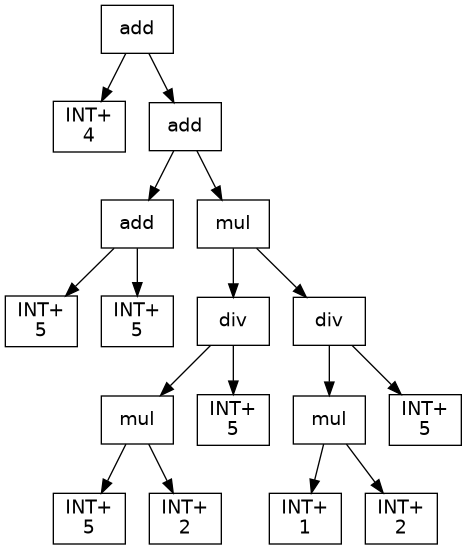 add
INT+
4
add
add
mul
INT+
5
INT+
5
div
div
mul
INT+
5
mul
INT+
5
INT+
5
INT+
2
INT+
1
INT+
2